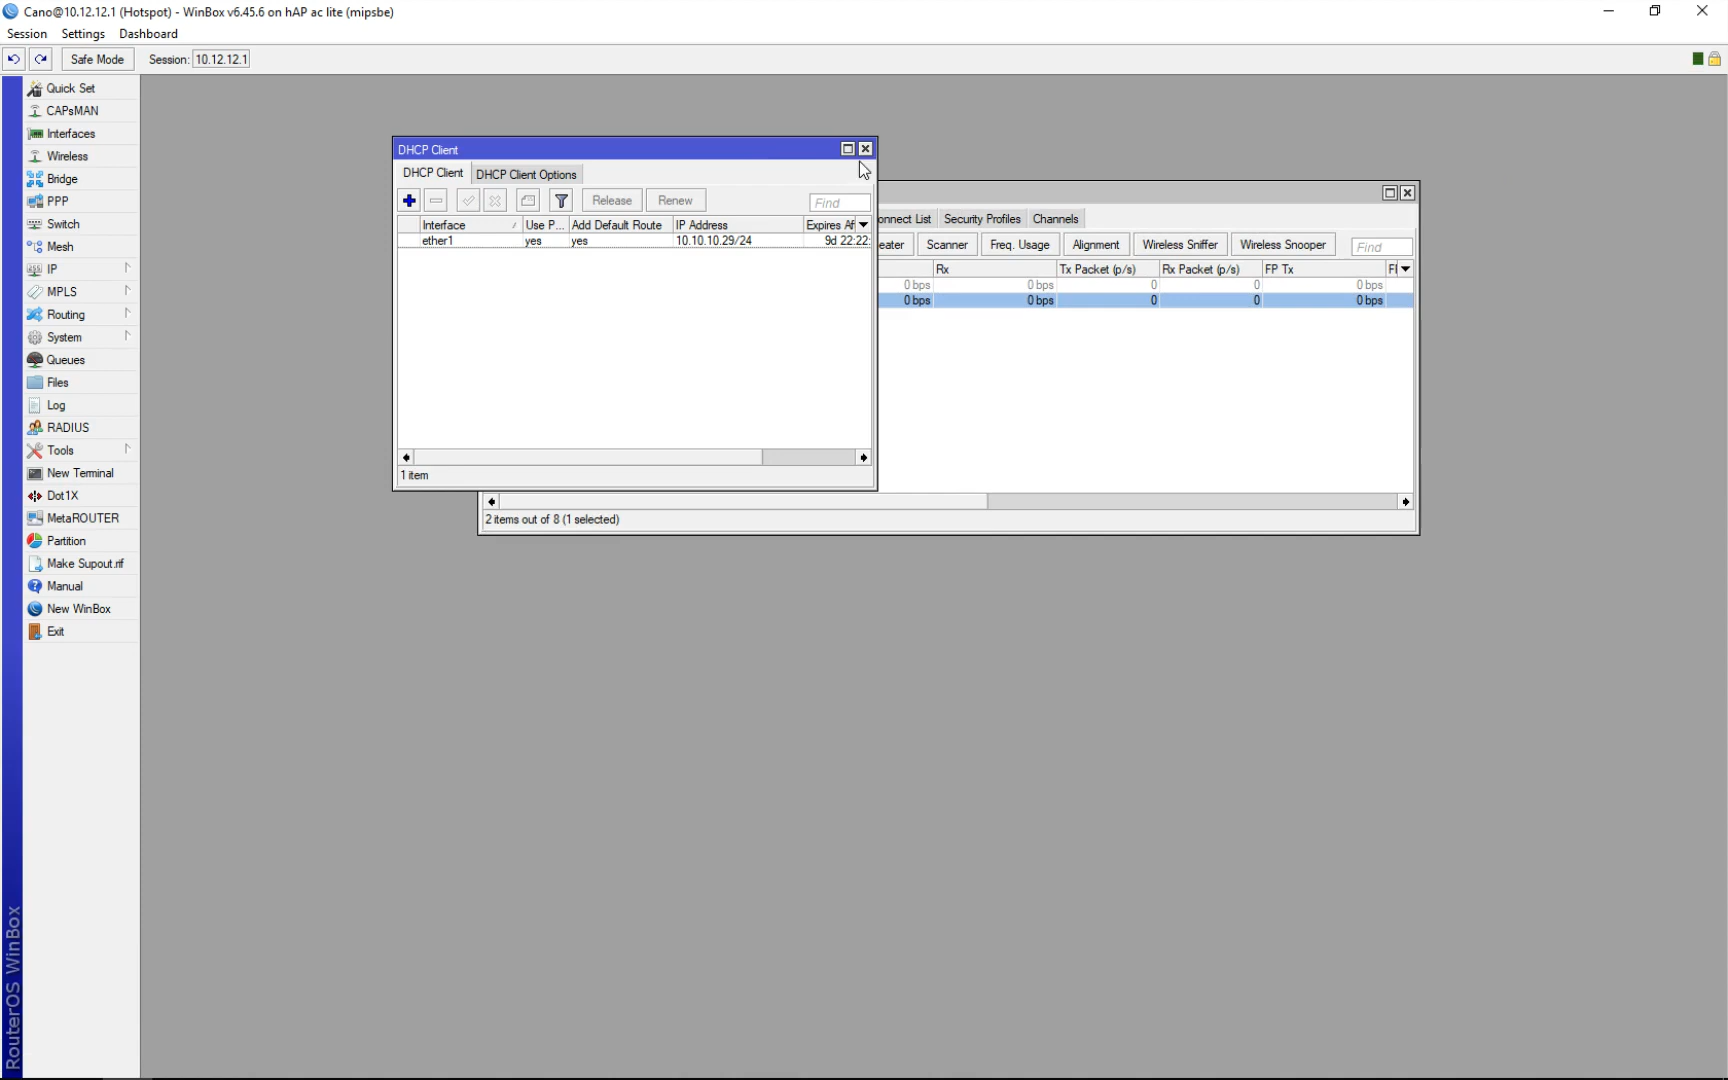 Cano@10.12.12.1 (Hotspot) - WinBox v6.45.6 on hAP ac lite (mipsbe)
Session Settings Dashboard
Safe Mode Session: 10.12.12.1
Quick Set
CAPsMAN
Interfaces
Wireless
Bridge
PPP
Switch
Mesh
IP
MPLS
Routing
System
Queues
Files
Log
RADIUS
Tools
New Terminal
Dot1X
MetaROUTER
Partition
Make Supout.rif
Manual
New WinBox
Exit
RouterOS WinBox
DHCP Client
DHCP Client DHCP Client Options
Release Renew Find
Interface Use P... Add Default Route IP Address Expires Af
ether1 yes yes 10.10.10.29/24 9d 22:22:
1 item
onnect List Security Profiles Channels
eater Scanner Freq. Usage Alignment Wireless Sniffer Wireless Snooper Find
Rx Tx Packet (p/s) Rx Packet (p/s) FP Tx
0 bps 0 bps 0 0 0 bps
0 bps 0 bps 0 0 0 bps
2 items out of 8 (1 selected)